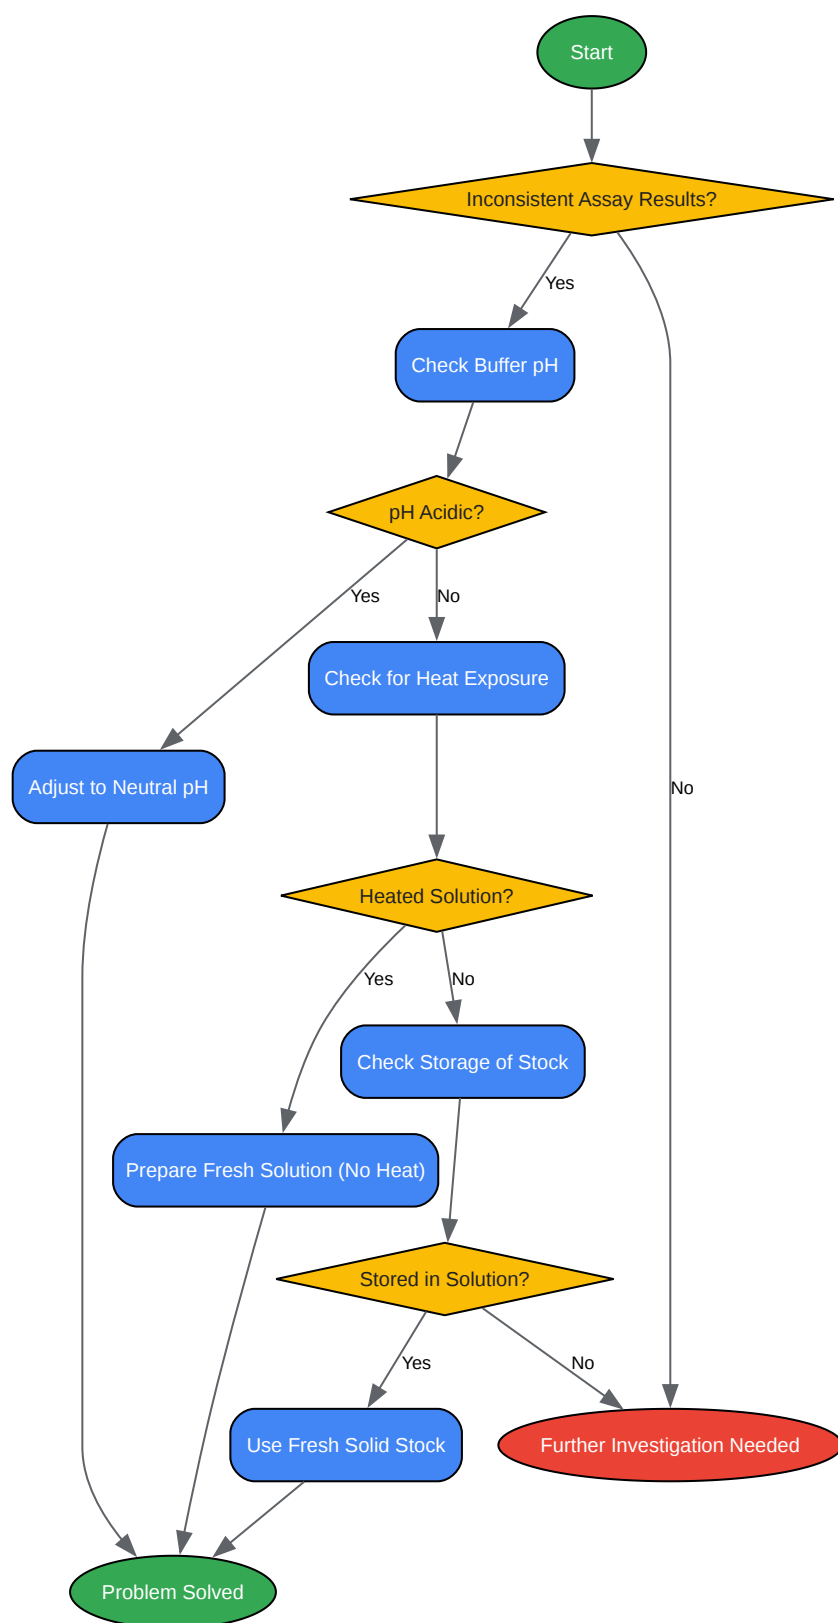 Start
Inconsistent Assay Results?
Yes
Check Buffer pH
pH Acidic?
Yes
No
Check for Heat Exposure
Adjust to Neutral pH
No
Heated Solution?
Yes
No
Check Storage of Stock
Prepare Fresh Solution (No Heat)
Stored in Solution?
Yes
No
Use Fresh Solid Stock
Further Investigation Needed
Problem Solved